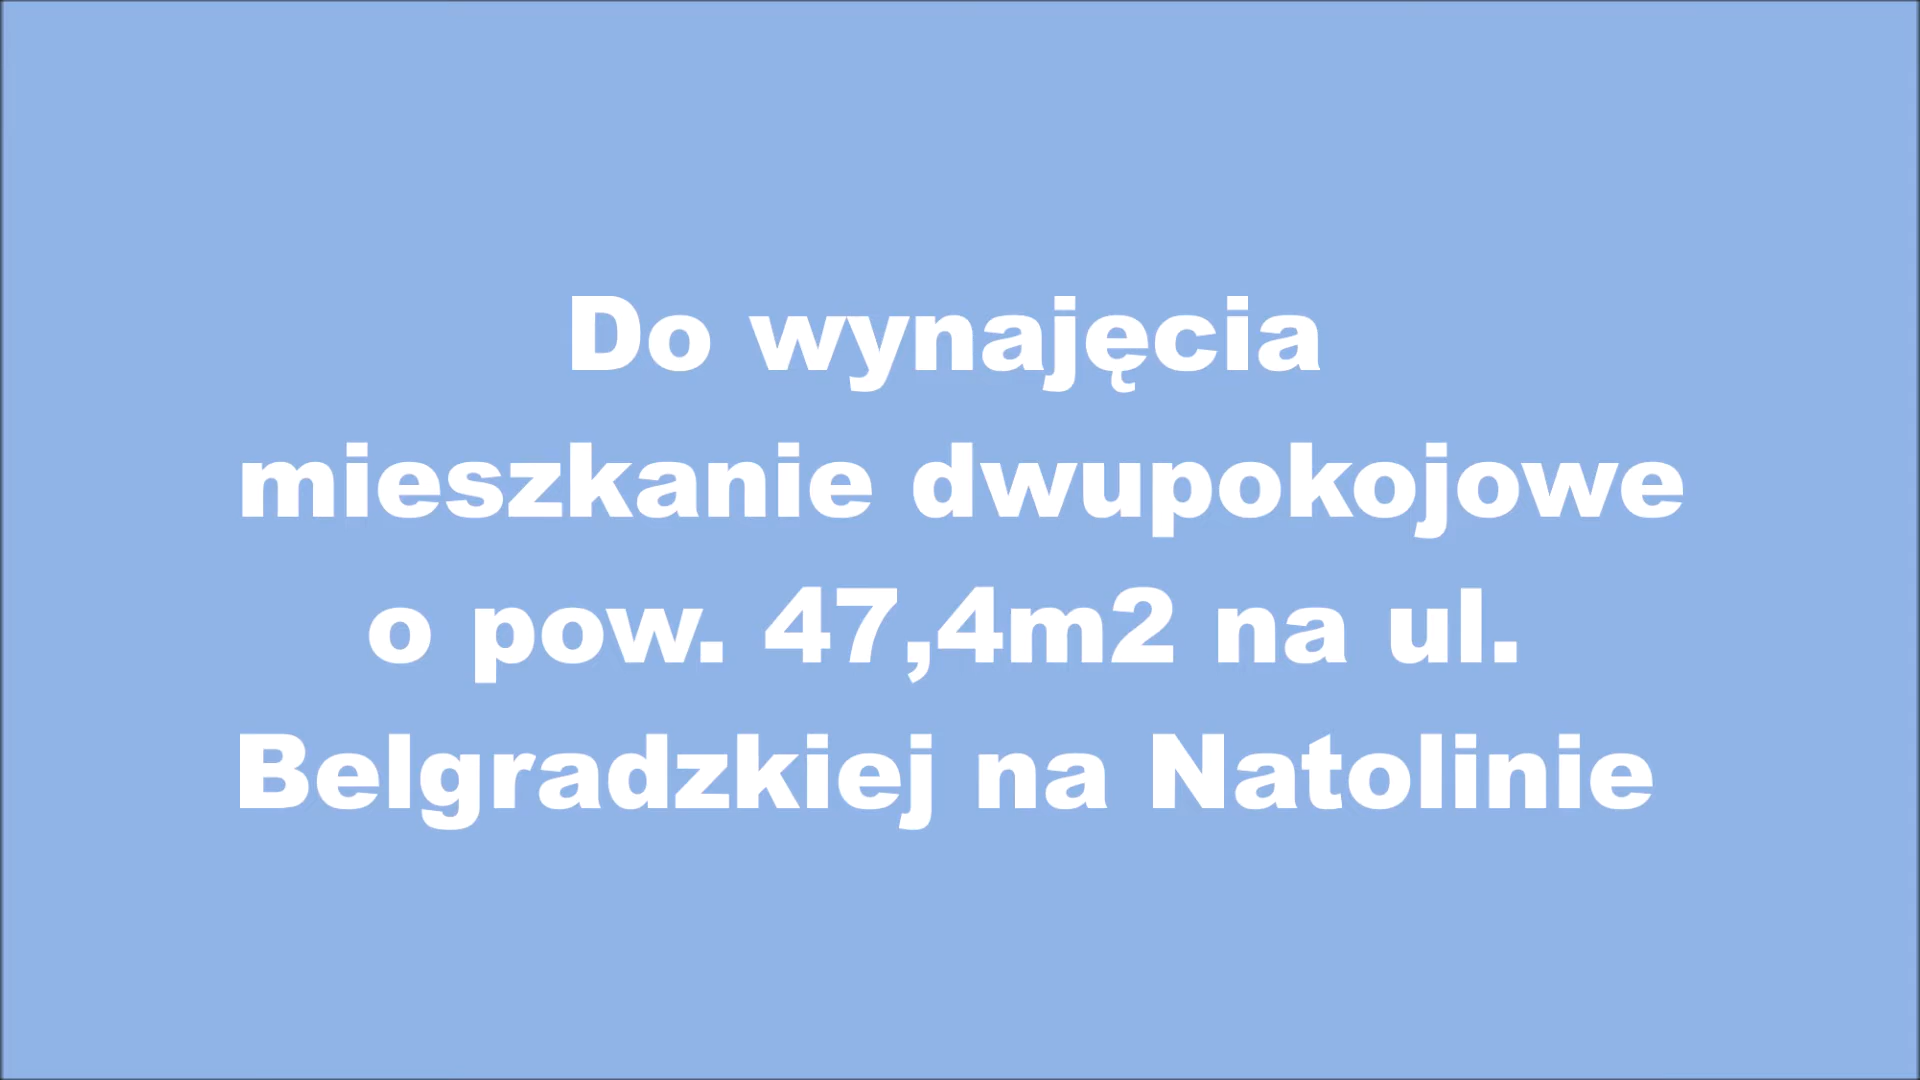 Do wynajęcia
mieszkanie dwupokojowe
o pow. 47,4m2 na ul.
Belgradzkiej na Natolinie